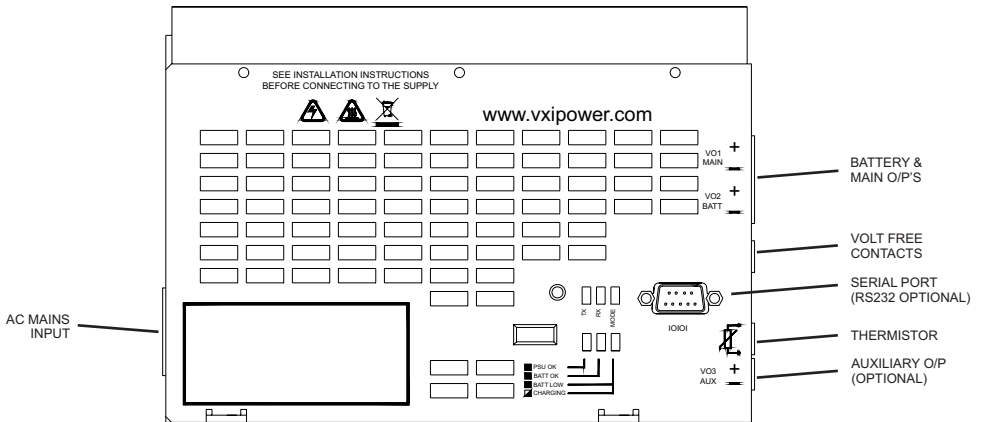 SEE INSTALLATION INSTRUCTIONS
BEFORE CONNECTING TO THE SUPPLY
www.vxipower.com
VO1
MAIN
+
VO2
BATT
+
BATTERY &
MAIN O/P'S
VOLT FREE
CONTACTS
SERIAL PORT
(RS232 OPTIONAL)
AC MAINS
INPUT
TX
RX
MODE
IOIOI
THERMISTOR
PSU OK
BATT OK
BATT LOW
CHARGING
VO3
AUX
+
AUXILIARY O/P
(OPTIONAL)